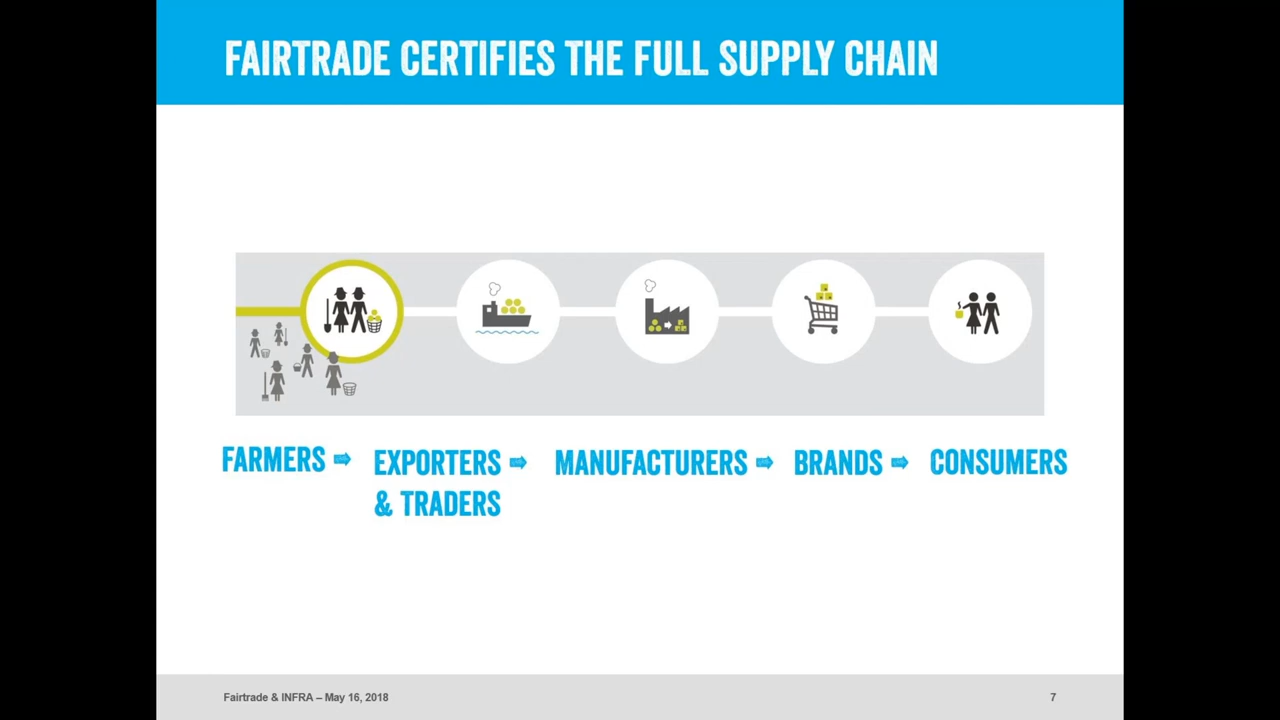 FAIRTRADE CERTIFIES THE FULL SUPPLY CHAIN
FARMERS
EXPORTERS
& TRADERS
MANUFACTURERS
BRANDS
CONSUMERS
Fairtrade & INFRA – May 16, 2018
7